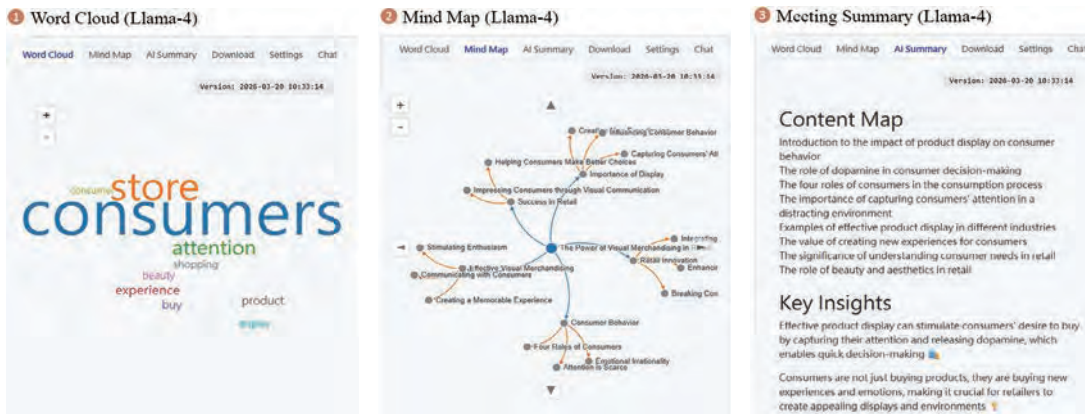 1 Word Cloud (Llama-4)
Word Cloud Mind Map AI Summary Download Settings Chat
Version: 2026-03-20 10:33:14
+
-
consumer
store
consumers
attention
shopping
beauty
experience
buy
product
display
2 Mind Map (Llama-4)
Word Cloud Mind Map AI Summary Download Settings Chat
Version: 2026-03-20 10:33:14
+
-
Influencing Consumer Behavior
Capturing Consumers' Att
Helping Consumers Make Better Choices
Importance of Display
Impressing Consumers through Visual Communication
Success in Retail
Stimulating Enthusiasm
The Power of Visual Merchandising in
Integrating
Retail Innovation
Effective Visual Merchandising
Enhancin
Communicating with Consumers
Breaking Con
Creating a Memorable Experience
Consumer Behavior
Four Roles of Consumers
Emotional Irrationality
Attention is Scarce
3 Meeting Summary (Llama-4)
Word Cloud Mind Map AI Summary Download Settings Chat
Version: 2026-03-20 10:33:14
Content Map
Introduction to the impact of product display on consumer
behavior
The role of dopamine in consumer decision-making
The four roles of consumers in the consumption process
The importance of capturing consumers' attention in a
distracting environment
Examples of effective product display in different industries
The value of creating new experiences for consumers
The significance of understanding consumer needs in retail
The role of beauty and aesthetics in retail
Key Insights
Effective product display can stimulate consumers' desire to buy
by capturing their attention and releasing dopamine, which
enables quick decision-making
Consumers are not just buying products, they are buying new
experiences and emotions, making it crucial for retailers to
create appealing displays and environments